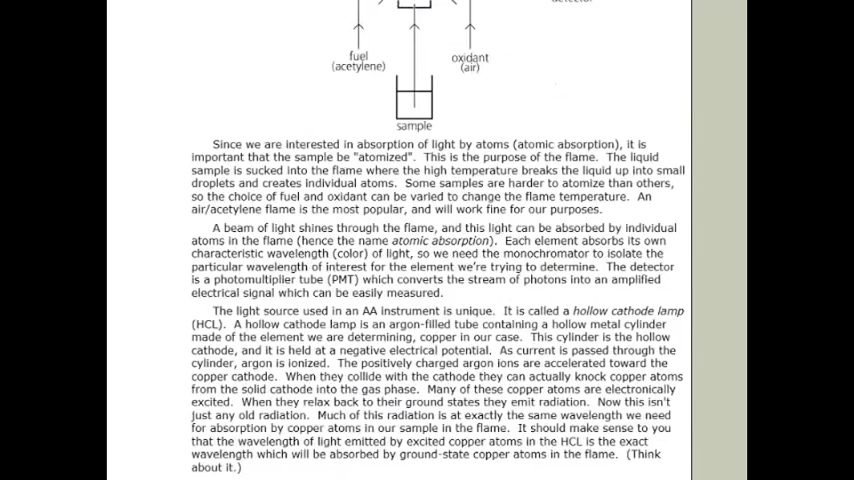 detector
fuel
(acetylene)
oxidant
(air)
sample
Since we are interested in absorption of light by atoms (atomic absorption), it is
important that the sample be "atomized". This is the purpose of the flame. The liquid
sample is sucked into the flame where the high temperature breaks the liquid up into small
droplets and creates individual atoms. Some samples are harder to atomize than others,
so the choice of fuel and oxidant can be varied to change the flame temperature. An
air/acetylene flame is the most popular, and will work fine for our purposes.
A beam of light shines through the flame, and this light can be absorbed by individual
atoms in the flame (hence the name atomic absorption). Each element absorbs its own
characteristic wavelength (color) of light, so we need the monochromator to isolate the
particular wavelength of interest for the element we're trying to determine. The detector
is a photomultiplier tube (PMT) which converts the stream of photons into an amplified
electrical signal which can be easily measured.
The light source used in an AA instrument is unique. It is called a hollow cathode lamp
(HCL). A hollow cathode lamp is an argon-filled tube containing a hollow metal cylinder
made of the element we are determining, copper in our case. This cylinder is the hollow
cathode, and it is held at a negative electrical potential. As current is passed through the
cylinder, argon is ionized. The positively charged argon ions are accelerated toward the
copper cathode. When they collide with the cathode they can actually knock copper atoms
from the solid cathode into the gas phase. Many of these copper atoms are electronically
excited. When they relax back to their ground states they emit radiation. Now this isn't
just any old radiation. Much of this radiation is at exactly the same wavelength we need
for absorption by copper atoms in our sample in the flame. It should make sense to you
that the wavelength of light emitted by excited copper atoms in the HCL is the exact
wavelength which will be absorbed by ground-state copper atoms in the flame. (Think
about it.)